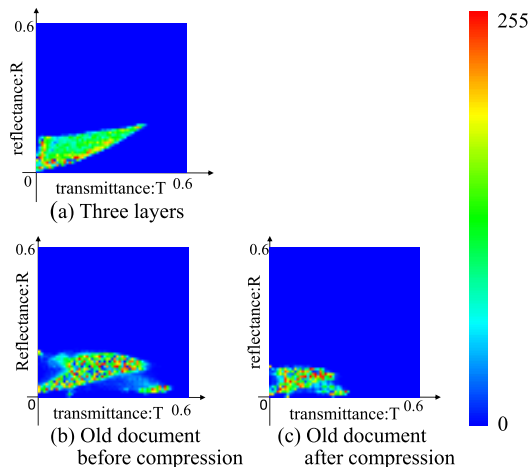 0.6
reflectance:R
0
transmittance:T
0.6
(a) Three layers
255
0
0.6
Reflectance:R
0
transmittance:T
0.6
(b) Old document
before compression
0.6
reflectance:R
0
transmittance:T
0.6
(c) Old document
after compression